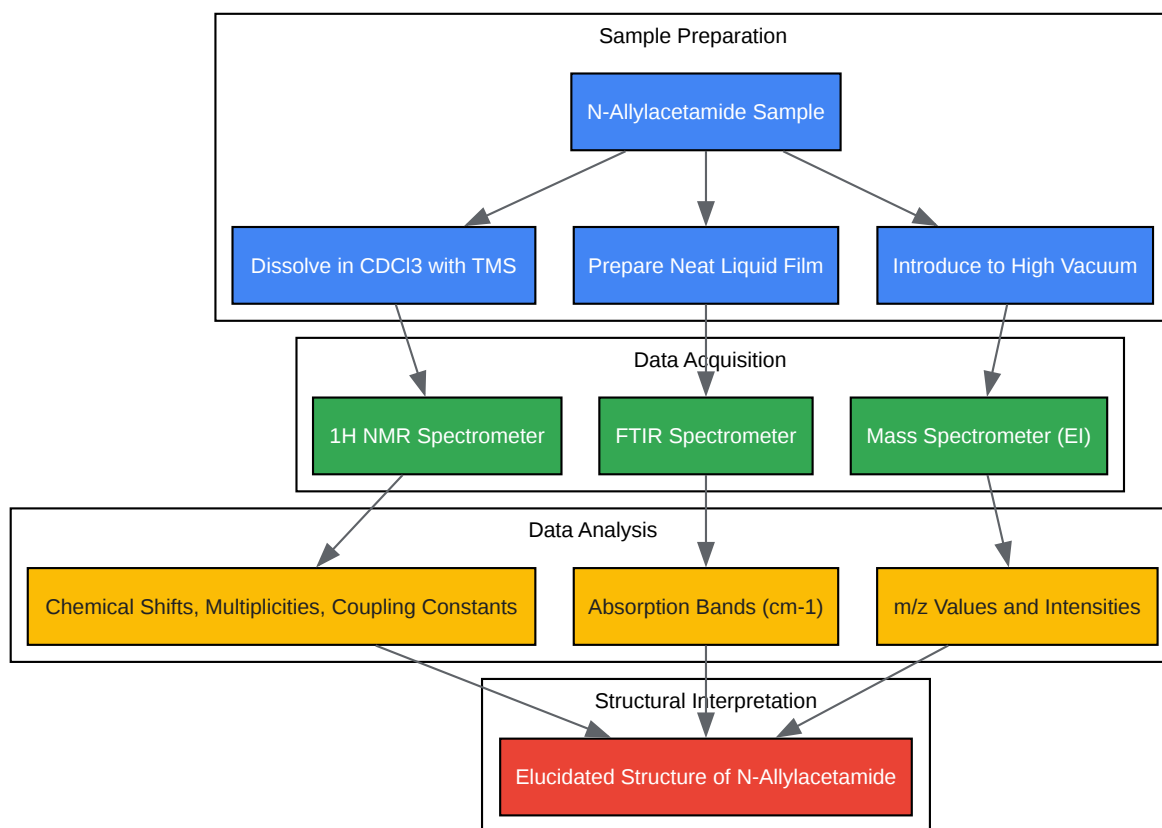 Sample Preparation
N-Allylacetamide Sample
Dissolve in CDCl3 with TMS
Prepare Neat Liquid Film
Introduce to High Vacuum
Data Acquisition
1H NMR Spectrometer
FTIR Spectrometer
Mass Spectrometer (EI)
Data Analysis
Chemical Shifts, Multiplicities, Coupling Constants
Absorption Bands (cm-1)
m/z Values and Intensities
Structural Interpretation
Elucidated Structure of N-Allylacetamide